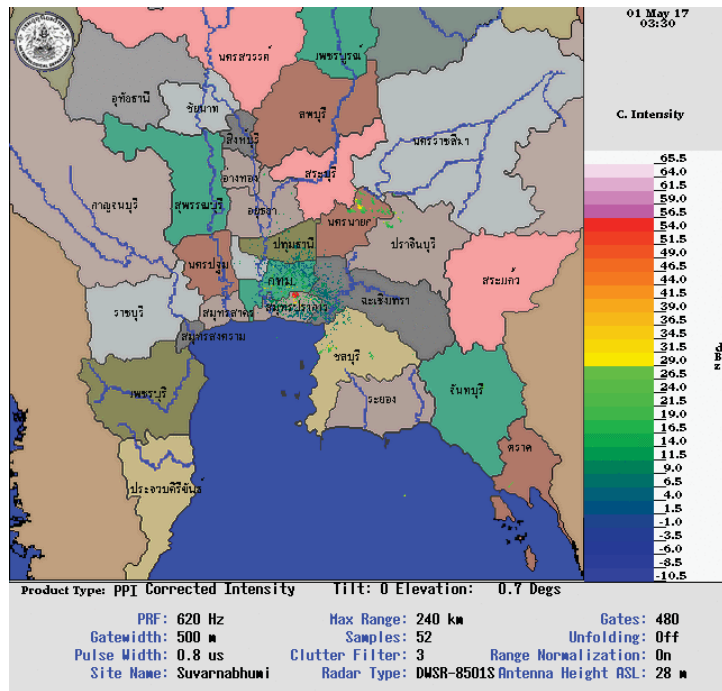 01 May 17
03:30
C. Intensity
นครสวรรค์
เพชรบูรณ์
อุทัยธานี
ชัยนาท
ลพบุรี
สิงหบุรี
นครราชสีมา
สระบุรี
อ่างทอง
กาญจนบุรี
สุพรรณบุรี
อยุธยา
นครนายก
ปทุมธานี
ปราจีนบุรี
นครปฐม
กทม.
สระแก้ว
ฉะเชิงเทรา
ราชบุรี
สมุทรสาคร
สมุทรปราการ
สมุทรสงคราม
ชลบุรี
เพชรบุรี
ระยอง
จันทบุรี
ตราด
ประจวบคีรีขันธ์
65.5
64.0
61.5
59.0
56.5
54.0
51.5
49.0
46.5
44.0
41.5
39.0
36.5
34.5
31.5
29.0
26.5
24.0
21.5
19.0
16.5
14.0
11.5
9.0
6.5
4.0
1.5
-1.0
-3.5
-6.0
-8.5
-10.5
dBz
Product Type: PPI Corrected Intensity Tilt: 0 Elevation: 0.7 Degs
PRF: 620 Hz Max Range: 240 km Gates: 480
Gatewidth: 500 m Samples: 52 Unfolding: Off
Pulse Width: 0.8 us Clutter Filter: 3 Range Normalization: On
Site Name: Suvarnabhumi Radar Type: DWSR-8501S Antenna Height ASL: 28 m